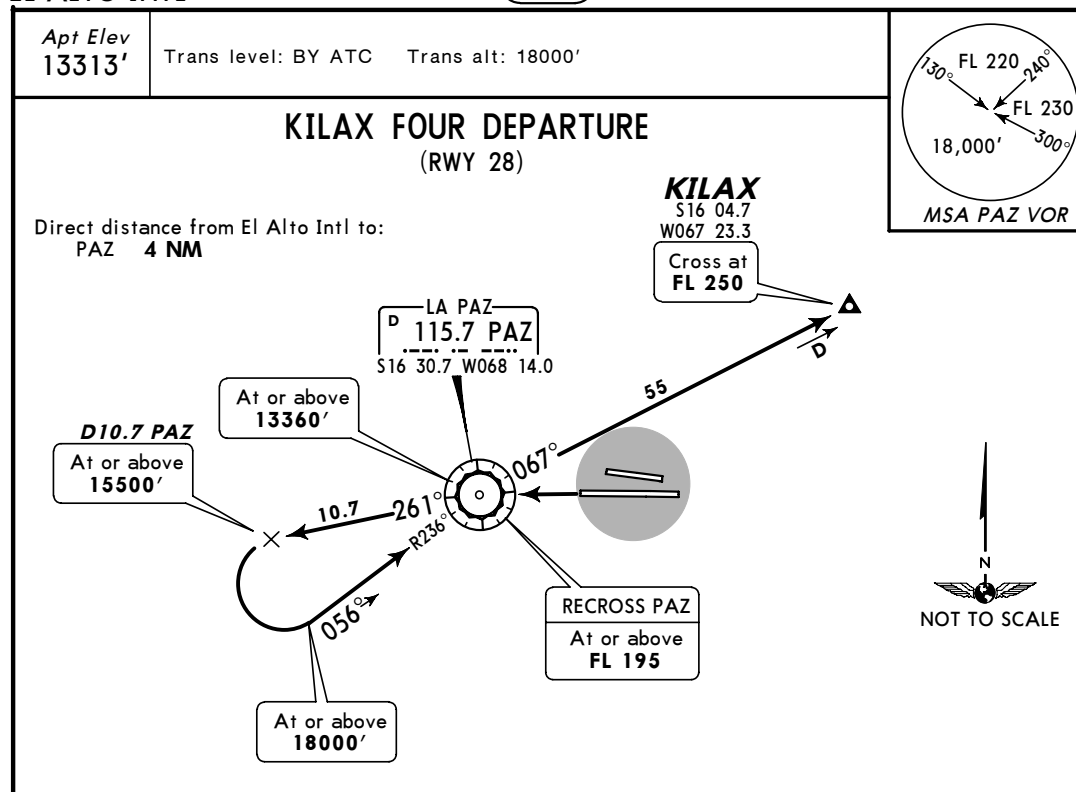 Apt Elev
13313'
Trans level: BY ATC Trans alt: 18000'
FL 220
130°
240°
FL 230
18,000'
300°
MSA PAZ VOR
KILAX FOUR DEPARTURE
(RWY 28)
Direct distance from El Alto Intl to:
PAZ 4 NM
KILAX
S16 04.7
W067 23.3
Cross at
FL 250
LA PAZ
D 115.7 PAZ
S16 30.7 W068 14.0
D
55
067°
At or above
13360'
D10.7 PAZ
At or above
15500'
10.7
261°
R236°
056°
RECROSS PAZ
At or above
FL 195
At or above
18000'
N
NOT TO SCALE